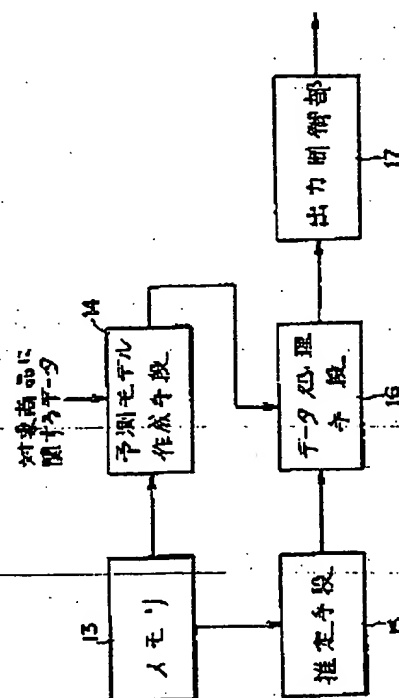 対象商品に
関するデータ
13
メモリ
14
予測モデル
作成手段
15
推定手段
データ処理
手段
16
出力制御部
17